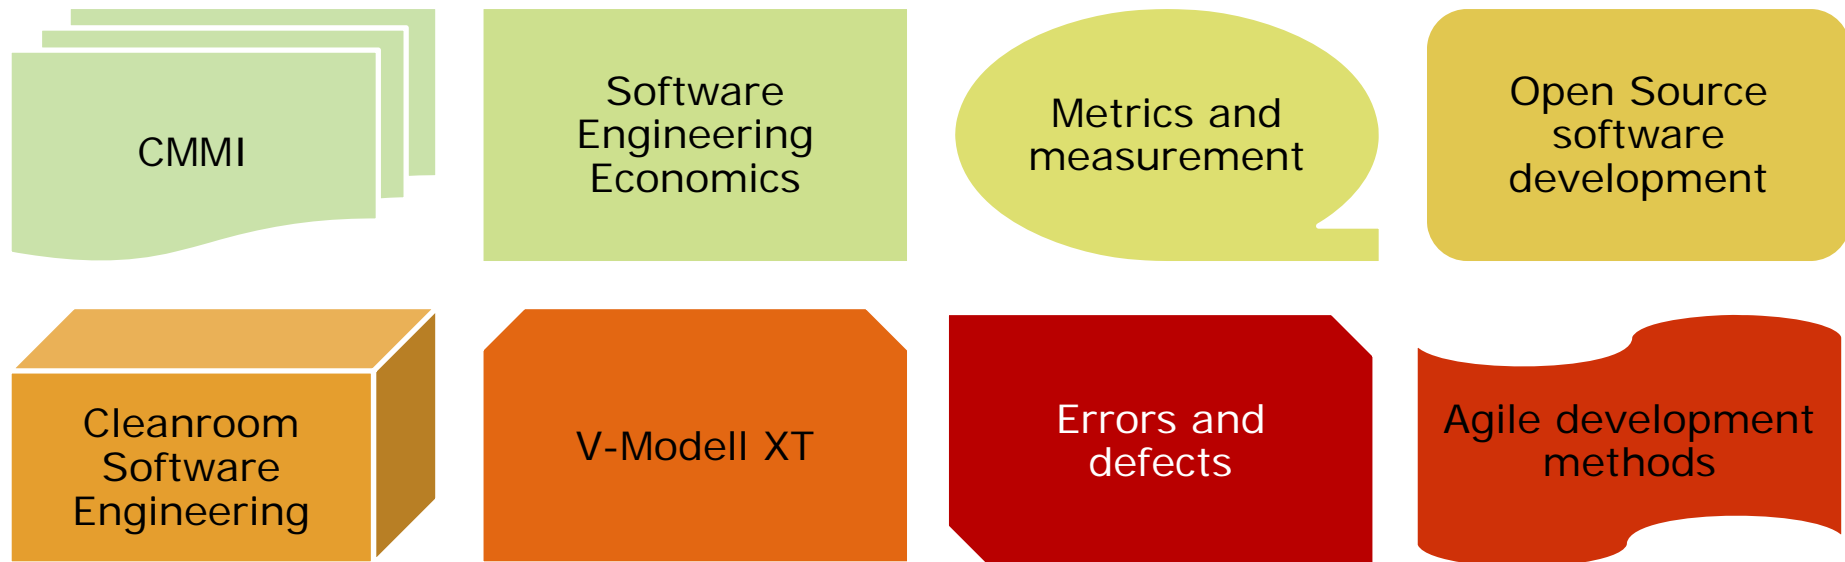 CMMI
Software
Engineering
Economics
Metrics and
measurement
Open Source
software
development
Cleanroom
Software
Engineering
V-Modell XT
Errors and
defects
Agile development
methods